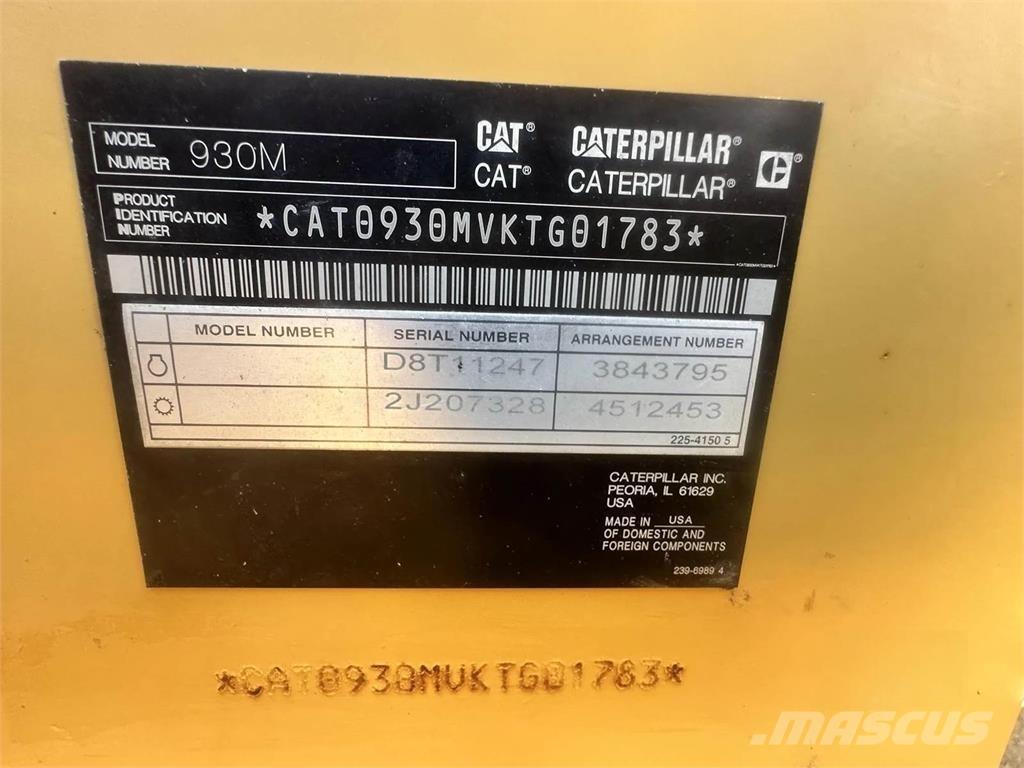 MODEL NUMBER 930M
CAT® CATERPILLAR®
CAT® CATERPILLAR®
PRODUCT IDENTIFICATION NUMBER *CAT0930MVKTG01783*
MODEL NUMBER SERIAL NUMBER ARRANGEMENT NUMBER
D8T11247 3843795
2J207328 4512453
225-4150 5
CATERPILLAR INC.
PEORIA, IL 61629
USA
MADE IN USA
OF DOMESTIC AND
FOREIGN COMPONENTS
239-6989 4
*CAT0930MVKTG01783*
MASCUS